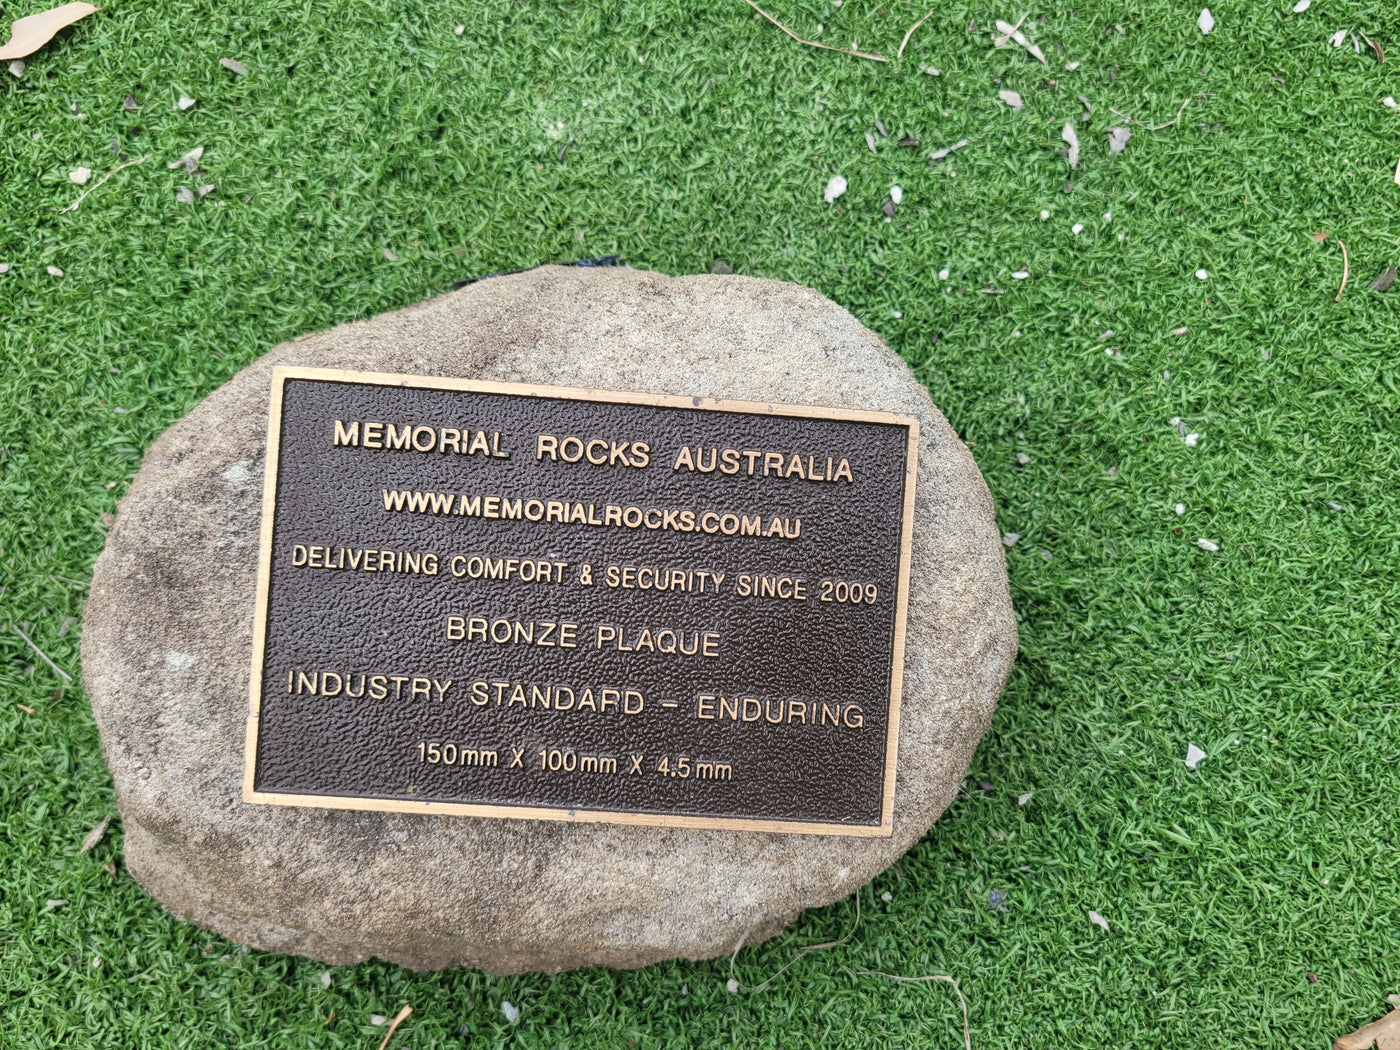 MEMORIAL ROCKS AUSTRALIA
WWW.MEMORIALROCKS.COM.AU
DELIVERING COMFORT & SECURITY SINCE 2009
BRONZE PLAQUE
INDUSTRY STANDARD - ENDURING
150mm X 100mm X 4.5mm